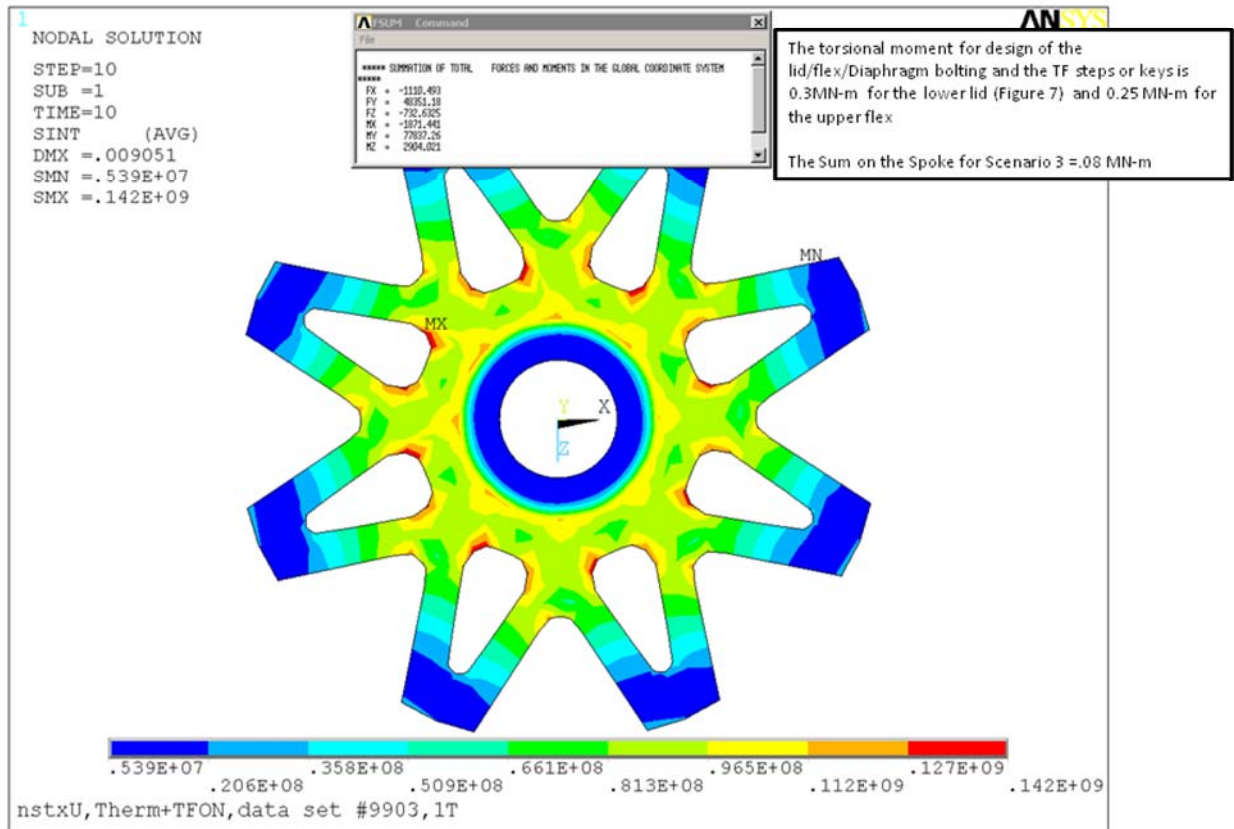 1
NODAL SOLUTION
STEP=10
SUB =1
TIME=10
SINT (AVG)
DMX =.009051
SMN =.539E+07
SMX =.142E+09
FSUM Command
File
***** SUMMATION OF TOTAL FORCES AND MOMENTS IN THE GLOBAL COORDINATE SYSTEM
*****
FX = -1110.493
FY = 48351.18
FZ = -732.6325
MX = -1871.441
MY = 77837.26
MZ = 2904.021
ANSYS
The torsional moment for design of the
lid/flex/Diaphragm bolting and the TF steps or keys is
0.3MN-m for the lower lid (Figure 7) and 0.25 MN-m for
the upper flex
The Sum on the Spoke for Scenario 3 =.08 MN-m
MN
MX
Y X
Z
.539E+07 .358E+08 .661E+08 .965E+08 .127E+09
.206E+08 .509E+08 .813E+08 .112E+09 .142E+09
nstxU,Therm+TFON,data set #9903,1T